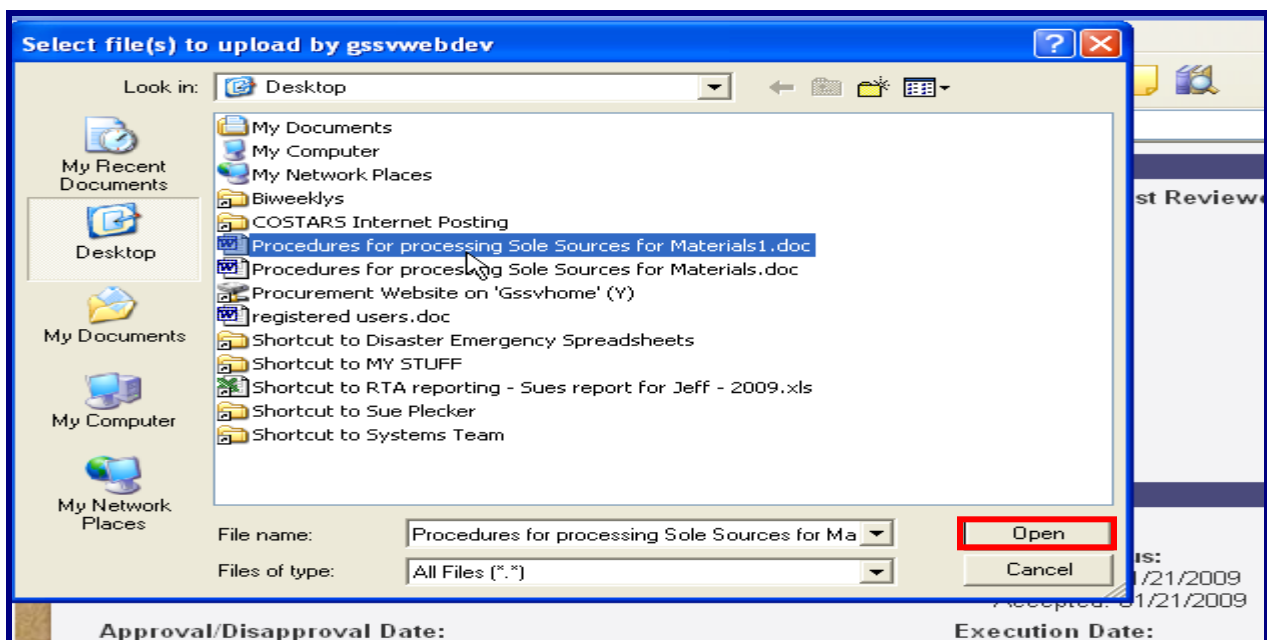 Select file(s) to upload by gssvwebdev
Look in: Desktop
My Recent
Documents
Desktop
My Documents
My Computer
My Network
Places
My Documents
My Computer
My Network Places
Biweeklys
COSTARS Internet Posting
Procedures for processing Sole Sources for Materials1.doc
Procedures for processing Sole Sources for Materials.doc
Procurement Website on 'Gssvhome' (Y)
registered users.doc
Shortcut to Disaster Emergency Spreadsheets
Shortcut to MY STUFF
Shortcut to RTA reporting - Sues report for Jeff - 2009.xls
Shortcut to Sue Plecker
Shortcut to Systems Team
File name: Procedures for processing Sole Sources for Ma
Open
Files of type: All Files (*.*)
Cancel
st Reviewe
us:
1/21/2009
Accepted: 01/21/2009
Approval/Disapproval Date:
Execution Date: